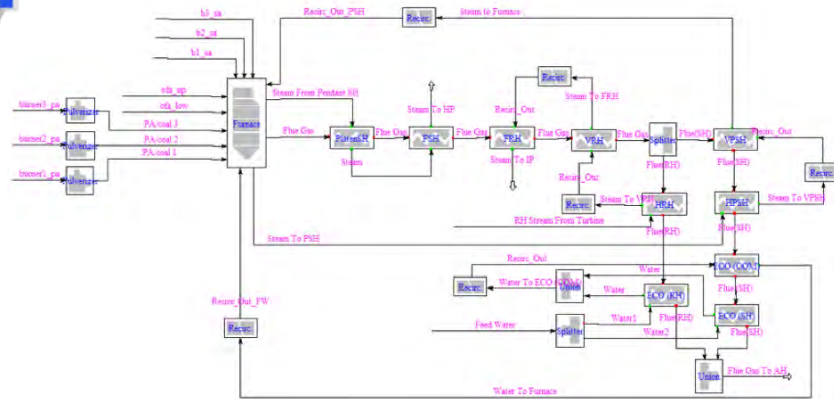 b3_sa
Recirc_Out_PSH
Recirc.
Steam to Furnace
b2_sa
b1_sa
ofa_up
ofa_low
burner3_pa
Pulverizer
PA/coal 3
burner2_pa
Pulverizer
PA/coal 2
burner1_pa
Pulverizer
PA/coal 1
Furnace
Steam From Pendant SH
Flue Gas
PlatenSH
Flue Gas
PSH
Flue Gas
FRH
Flue Gas
VRH
Flue Gas
Splitter
Flue(SH)
VPSH
Steam
Steam To HP
Recirc_Out
Recirc.
Steam To FRH
Steam To IP
Recirc_Out
Recirc.
Steam To VRH
Flue(RH)
HRH
Flue(RH)
RH Stream From Turbine
Flue(SH)
HPSH
Steam To VPSH
Recirc_Out
Recirc.
Flue(SH)
Steam To PSH
Recirc_Out
Recirc.
Water To ECO (COM)
Union
Water
Water
ECO (COM)
Flue(SH)
ECO (RH)
Flue(RH)
ECO (SH)
Flue(SH)
Feed Water
Splitter
Water1
Water2
Union
Flue Gas To AH
Recirc_Out_FW
Recirc.
Water To Furnace